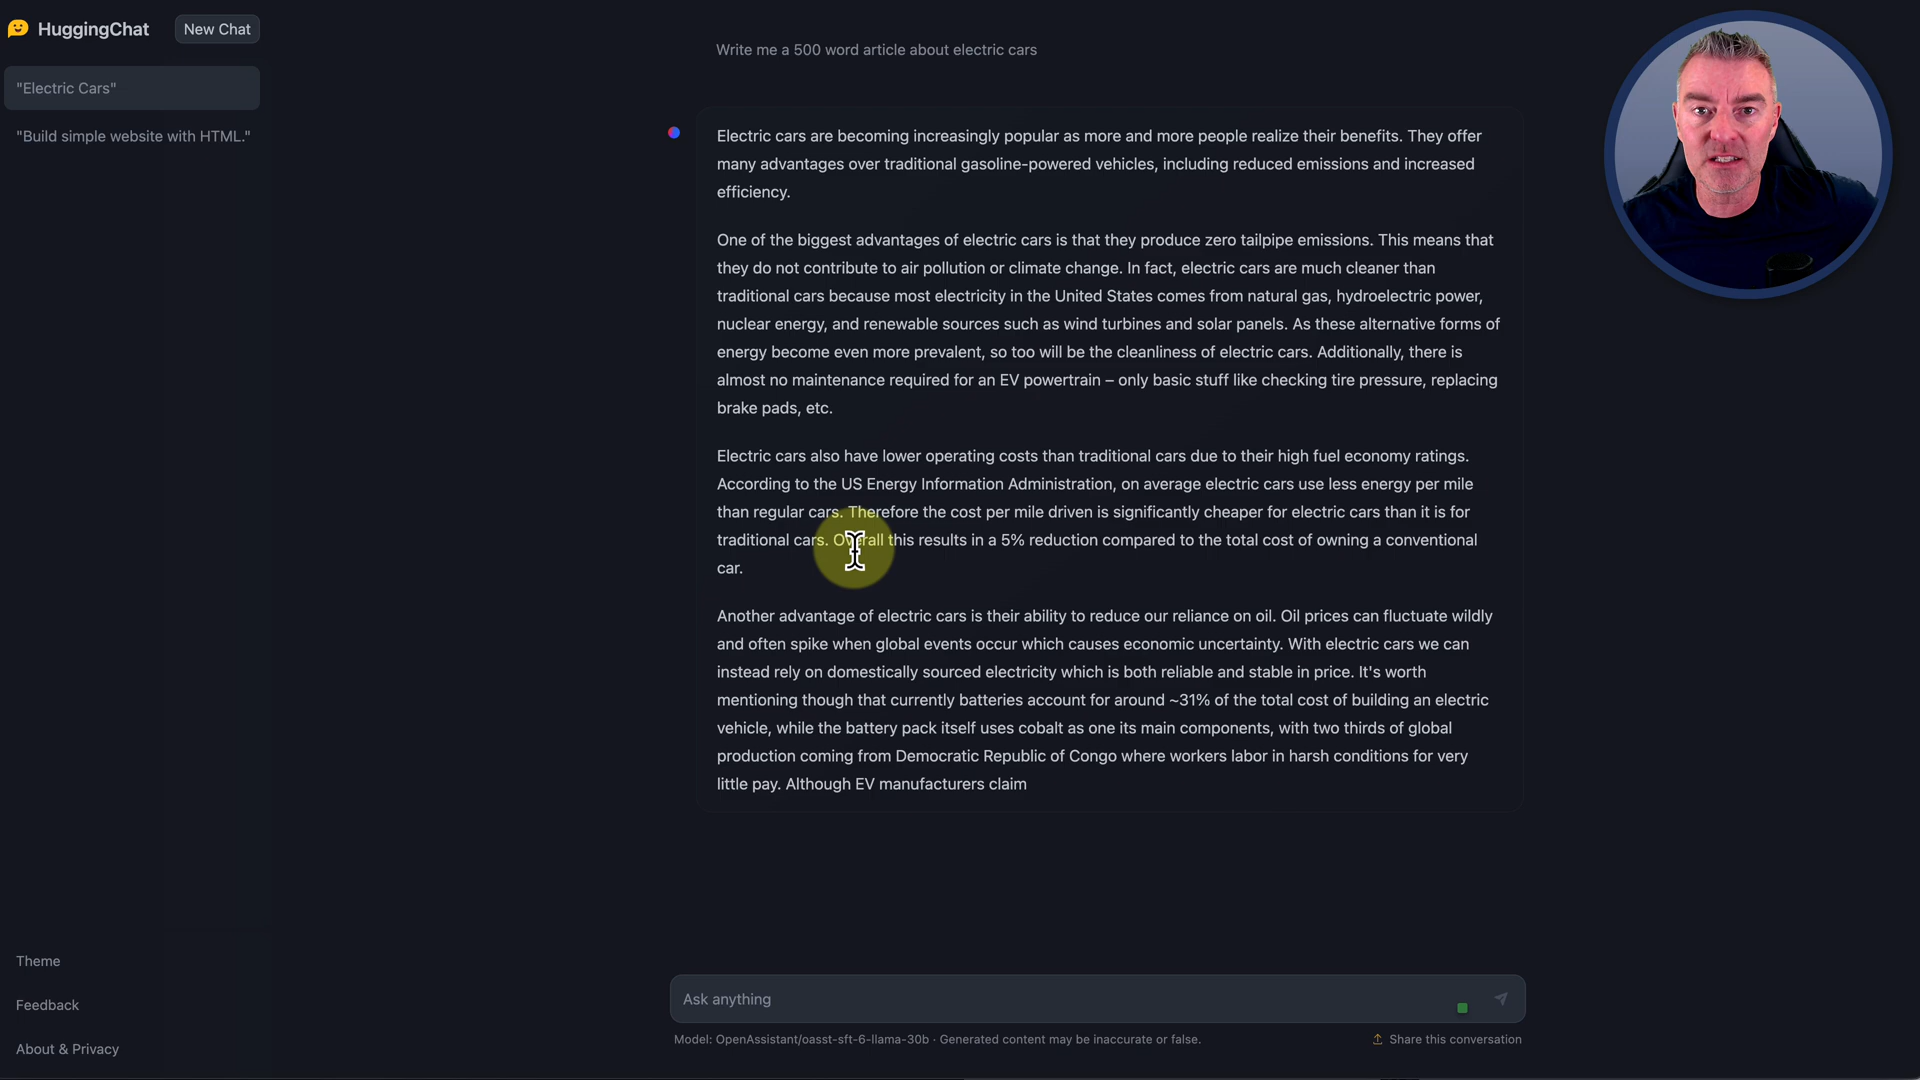 HuggingChat
New Chat
"Electric Cars"
"Build simple website with HTML."
Write me a 500 word article about electric cars
Electric cars are becoming increasingly popular as more and more people realize their benefits. They offer
many advantages over traditional gasoline-powered vehicles, including reduced emissions and increased
efficiency.
One of the biggest advantages of electric cars is that they produce zero tailpipe emissions. This means that
they do not contribute to air pollution or climate change. In fact, electric cars are much cleaner than
traditional cars because most electricity in the United States comes from natural gas, hydroelectric power,
nuclear energy, and renewable sources such as wind turbines and solar panels. As these alternative forms of
energy become even more prevalent, so too will be the cleanliness of electric cars. Additionally, there is
almost no maintenance required for an EV powertrain – only basic stuff like checking tire pressure, replacing
brake pads, etc.
Electric cars also have lower operating costs than traditional cars due to their high fuel economy ratings.
According to the US Energy Information Administration, on average electric cars use less energy per mile
than regular cars. Therefore the cost per mile driven is significantly cheaper for electric cars than it is for
traditional cars. Overall this results in a 5% reduction compared to the total cost of owning a conventional
car.
Another advantage of electric cars is their ability to reduce our reliance on oil. Oil prices can fluctuate wildly
and often spike when global events occur which causes economic uncertainty. With electric cars we can
instead rely on domestically sourced electricity which is both reliable and stable in price. It's worth
mentioning though that currently batteries account for around ~31% of the total cost of building an electric
vehicle, while the battery pack itself uses cobalt as one its main components, with two thirds of global
production coming from Democratic Republic of Congo where workers labor in harsh conditions for very
little pay. Although EV manufacturers claim
Theme
Feedback
About & Privacy
Ask anything
Model: OpenAssistant/oasst-sft-6-llama-30b · Generated content may be inaccurate or false.
Share this conversation